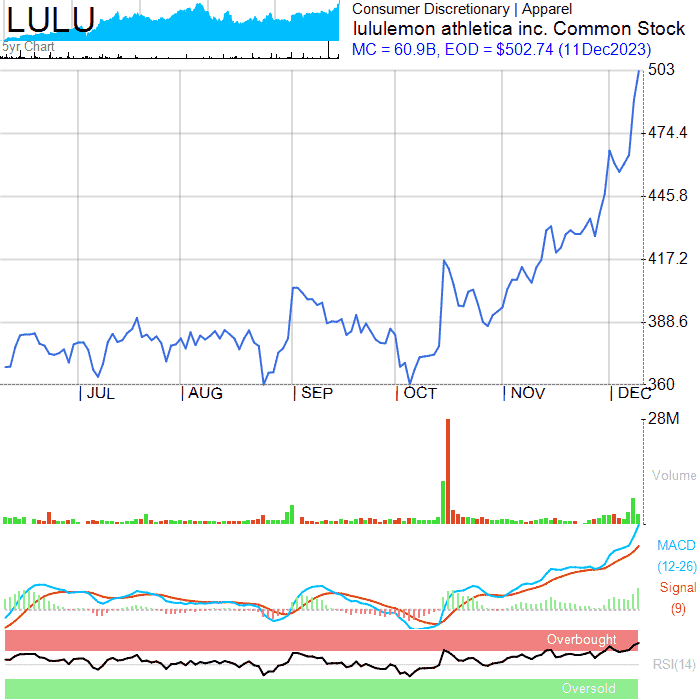 LULU
5yr Chart
Consumer Discretionary | Apparel
lululemon athletica inc. Common Stock
MC = 60.9B, EOD = $502.74 (11Dec2023)
503
474.4
445.8
417.2
388.6
360
| JUL | AUG | SEP | OCT | NOV | DEC
28M
Volume
MACD
(12-26)
Signal
(9)
Overbought
RSI(14)
Oversold